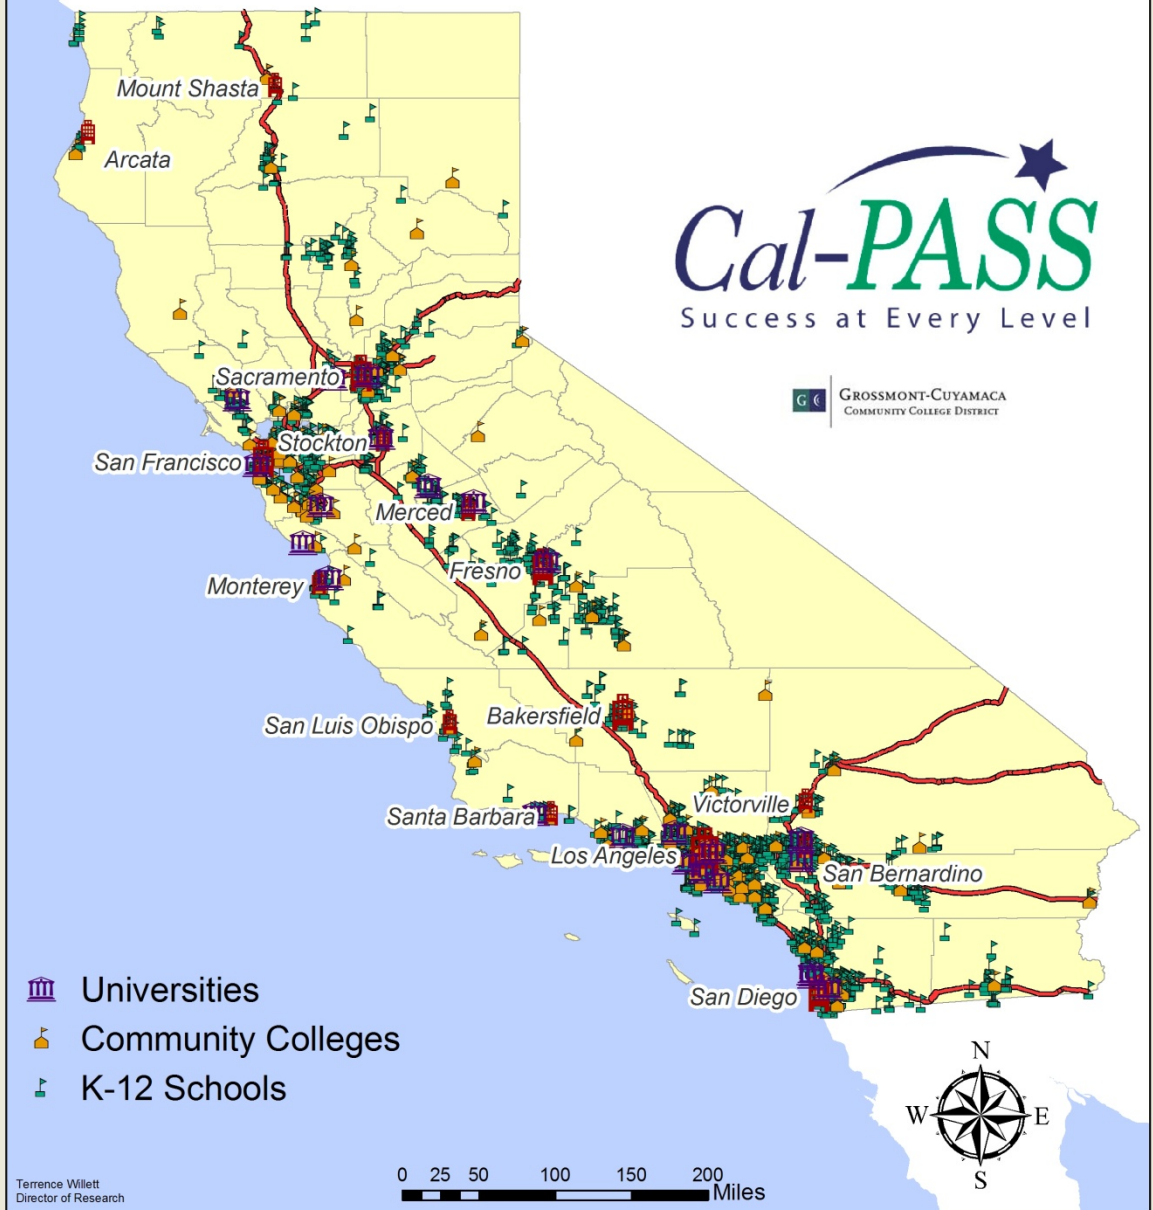 Mount Shasta
Arcata
Cal-PASS
Success at Every Level
G C
GROSSMONT-CUYAMACA
COMMUNITY COLLEGE DISTRICT
Sacramento
Stockton
San Francisco
Merced
Fresno
Monterey
San Luis Obispo
Bakersfield
Victorville
Santa Barbara
Los Angeles
San Bernardino
San Diego
Universities
Community Colleges
K-12 Schools
N
W E
S
0 25 50 100 150 200
Miles
Terrence Willett
Director of Research